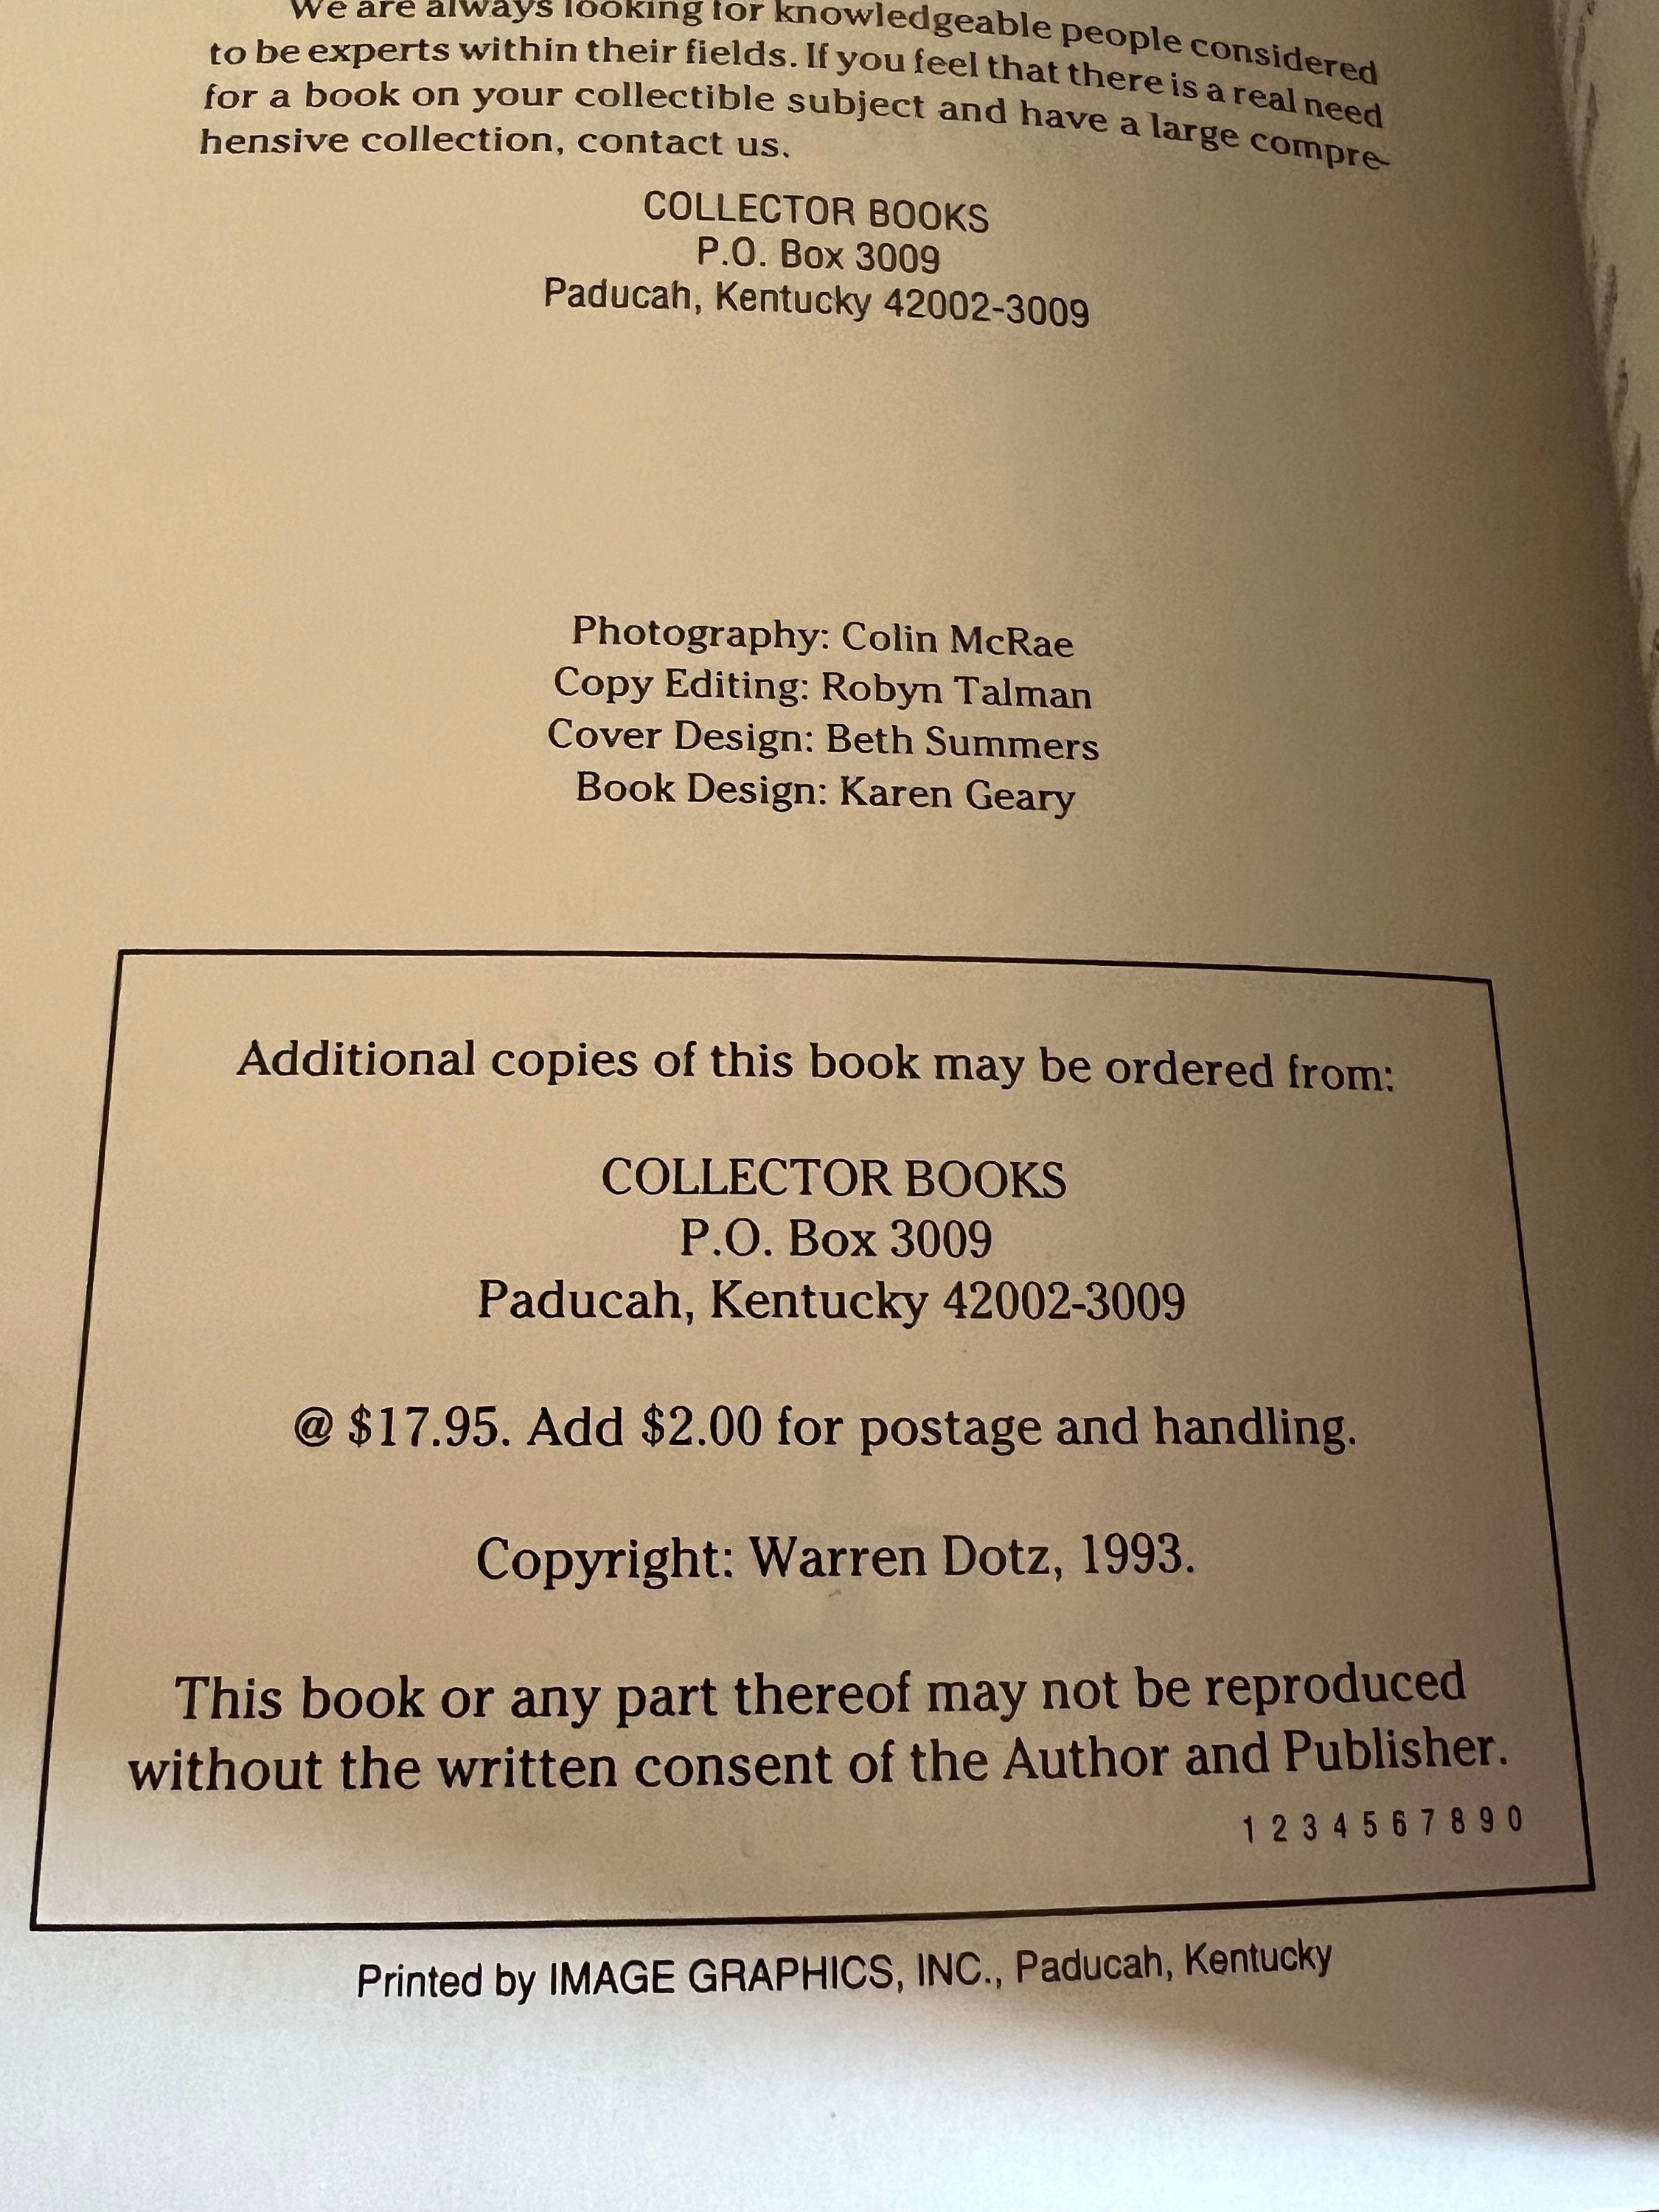 We are always looking for knowledgeable people considered
to be experts within their fields. If you feel that there is a real need
for a book on your collectible subject and have a large compre-
hensive collection, contact us.
COLLECTOR BOOKS
P.O. Box 3009
Paducah, Kentucky 42002-3009
Photography: Colin McRae
Copy Editing: Robyn Talman
Cover Design: Beth Summers
Book Design: Karen Geary
Additional copies of this book may be ordered from:
COLLECTOR BOOKS
P.O. Box 3009
Paducah, Kentucky 42002-3009
@ $17.95. Add $2.00 for postage and handling.
Copyright: Warren Dotz, 1993.
This book or any part thereof may not be reproduced
without the written consent of the Author and Publisher.
1 2 3 4 5 6 7 8 9 0
Printed by IMAGE GRAPHICS, INC., Paducah, Kentucky